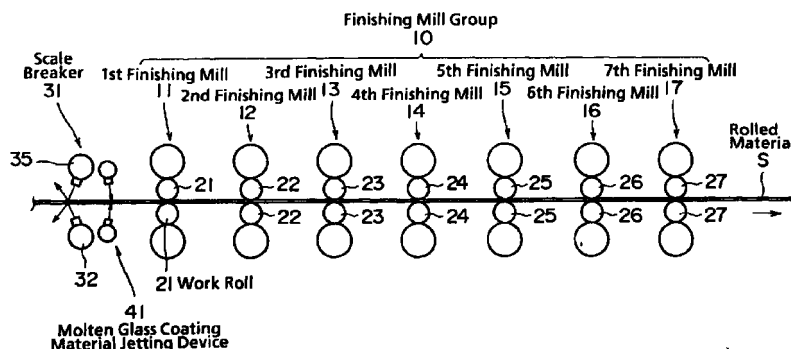 Finishing Mill Group
10
Scale
Breaker
31
1st Finishing Mill
11
2nd Finishing Mill
12
3rd Finishing Mill
13
4th Finishing Mill
14
5th Finishing Mill
15
6th Finishing Mill
16
7th Finishing Mill
17
Rolled
Material
S
35
21
22
23
24
25
26
27
22
23
24
25
26
27
32
21 Work Roll
41
Molten Glass Coating
Material Jetting Device